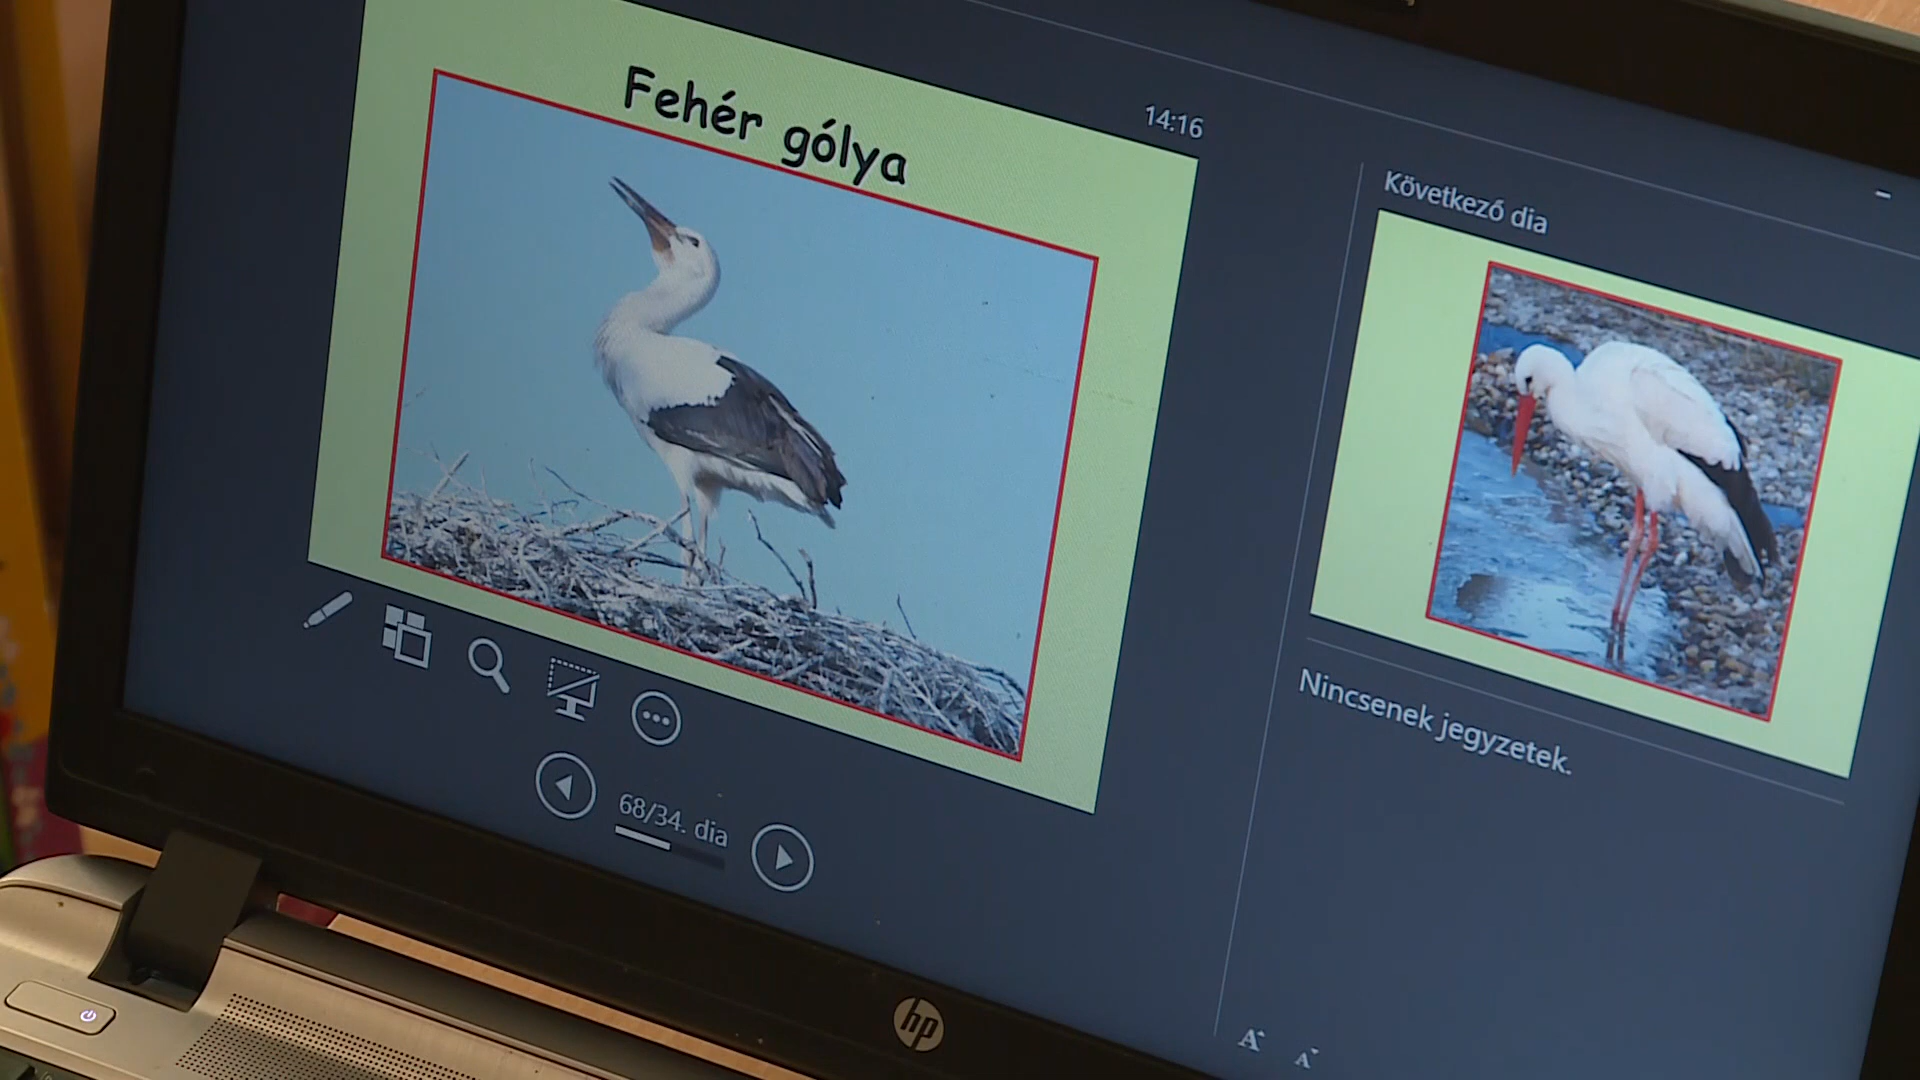 Fehér gólya
14:16
Következő dia
Nincsenek jegyzetek.
68/34. dia
hp
A A